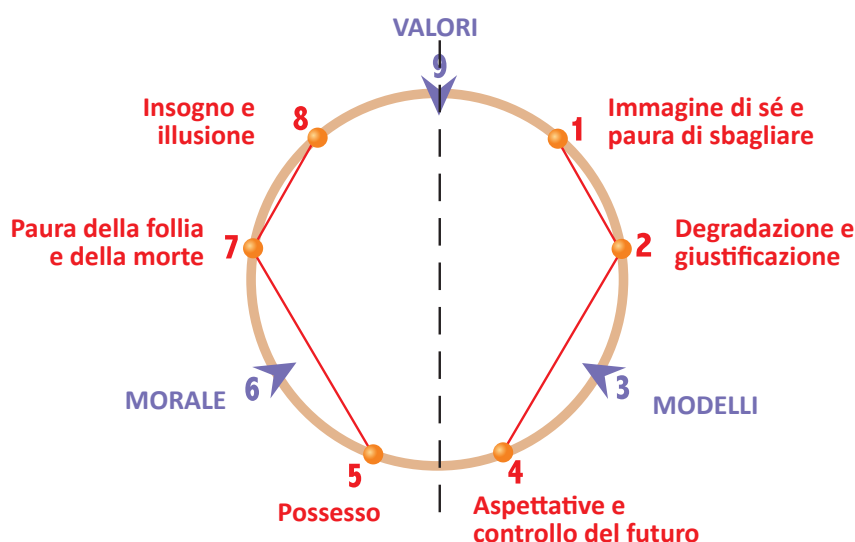 VALORI
9
Insogno e
illusione
8
1
Immagine di sé e
paura di sbagliare
Paura della follia
e della morte
7
2
Degradazione e
giustificazione
MORALE
6
3
MODELLI
5
Possesso
4
Aspettative e
controllo del futuro